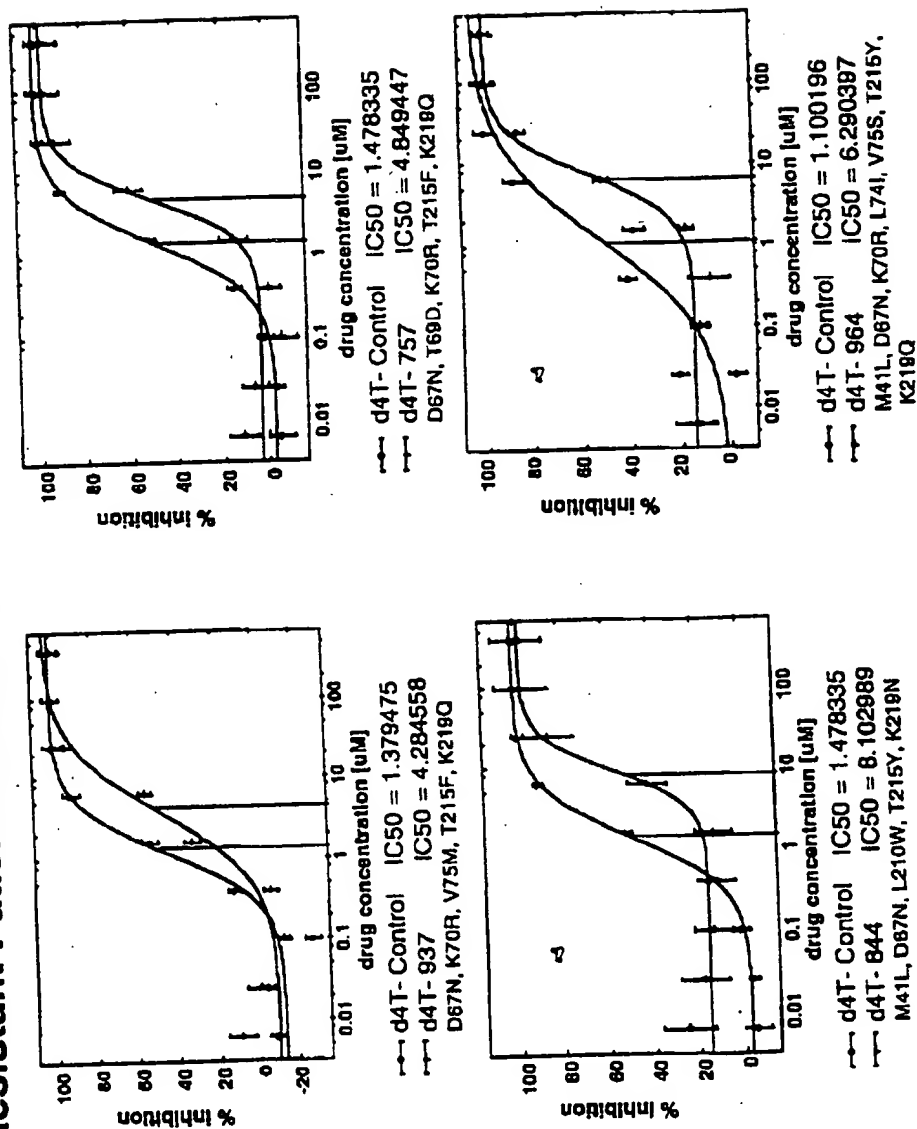 100
80
60
40
20
0
-20
% inhibition
0.01 0.1 1 10 100
drug concentration [uM]
d4T- Control IC50 = 1.379475
d4T- 937 IC50 = 4.284558
D67N, K70R, V75M, T215F, K219Q
100
80
60
40
20
0
% inhibition
0.01 0.1 1 10 100
drug concentration [uM]
d4T- Control IC50 = 1.478335
d4T- 757 IC50 = 4.849447
D67N, T69D, K70R, T215F, K219Q
100
80
60
40
20
0
% inhibition
0.01 0.1 1 10 100
drug concentration [uM]
d4T- Control IC50 = 1.478335
d4T- 844 IC50 = 8.102989
M41L, D67N, L210W, T215Y, K219N
100
80
60
40
20
0
% inhibition
0.01 0.1 1 10 100
drug concentration [uM]
d4T- Control IC50 = 1.100196
d4T- 964 IC50 = 6.290397
M41L, D67N, K70R, L74I, V75S, T215Y,
K219Q